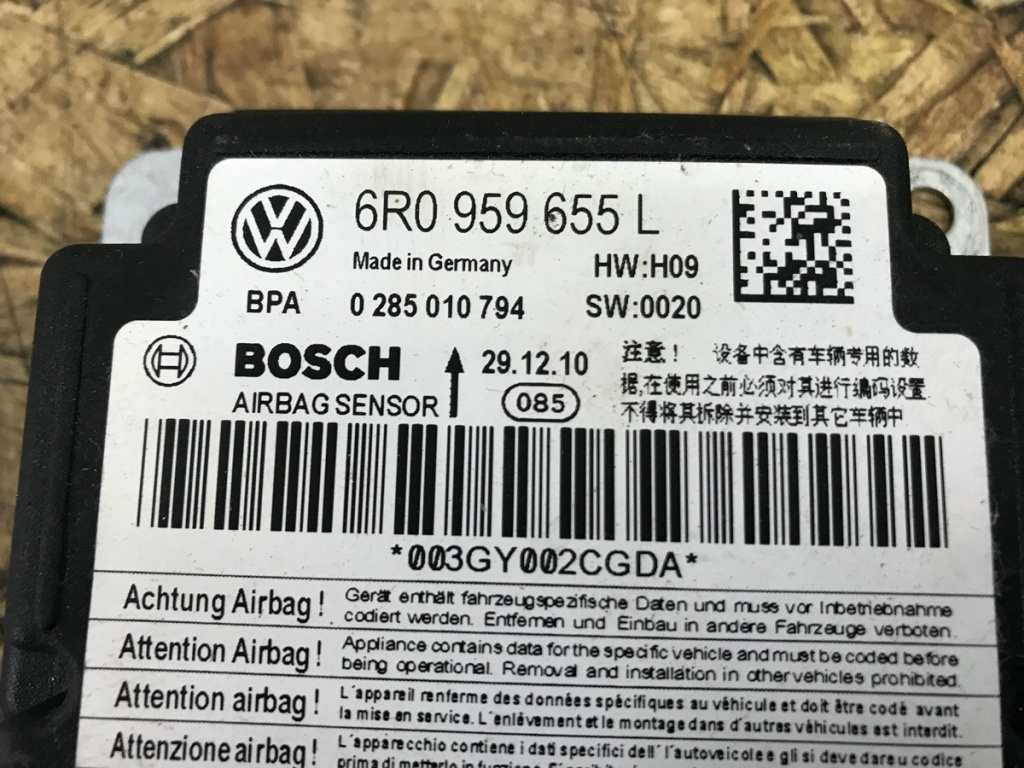 6R0 959 655 L
Made in Germany HW:H09
BPA 0 285 010 794 SW:0020
BOSCH 29.12.10
AIRBAG SENSOR 085
注意！ 设备中含有车辆专用的数
据,在使用之前必须对其进行编码设置
不得将其拆除并安装到其它车辆中
*003GY002CGDA*
Achtung Airbag! Gerät enthält fahrzeugspezifische Daten und muss vor Inbetriebnahme
codiert werden. Entfernen und Einbau in andere Fahrzeuge verboten.
Attention Airbag! Appliance contains data for the specific vehicle and must be coded before
being operational. Removal and installation in other vehicles prohibited.
Attention airbag! L'appareil renferme des données spécifiques au véhicule et doit être codé avant
la mise en service. L'enlèvement et le montage dans d'autres véhicules est interdit.
Attenzione airbag! L'apparecchio contiene i dati specifici dell'l'autoveicolo e gli si deve dare u codice
prima di metterlo in funzione.